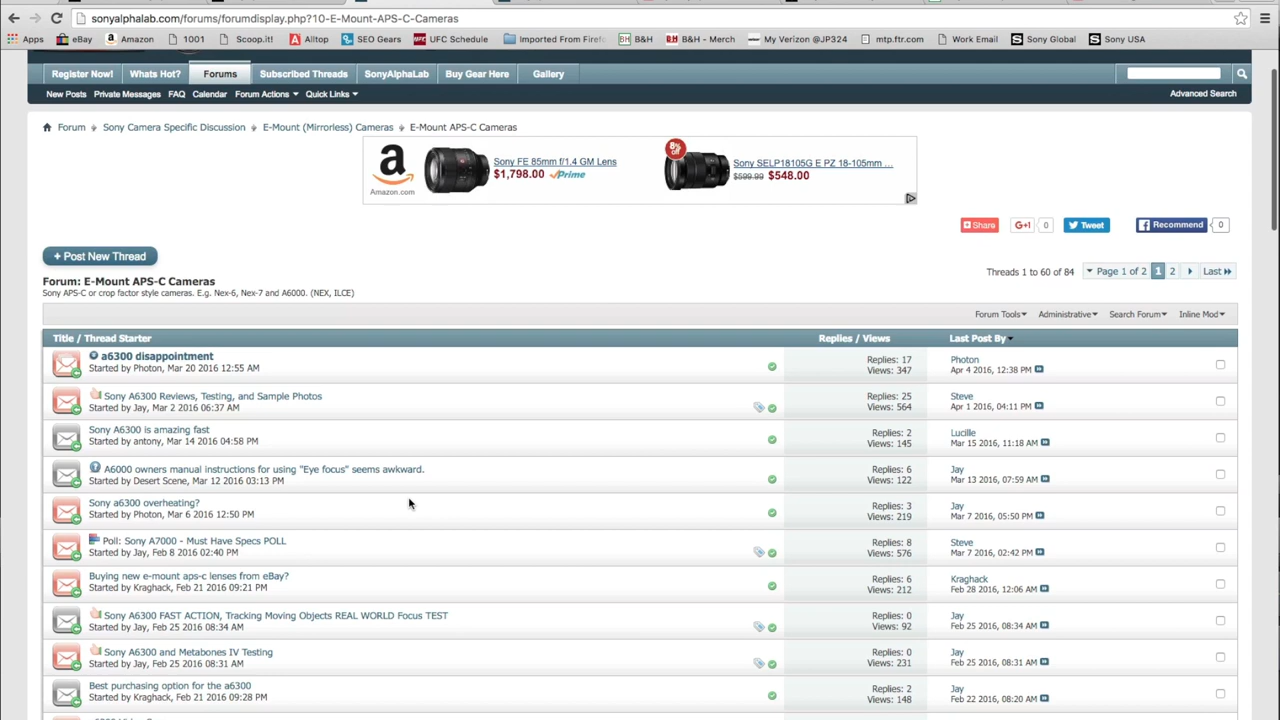 sonyalphalab.com/forums/forumdisplay.php?10-E-Mount-APS-C-Cameras
Apps eBay Amazon 1001 Scoop.it! Alltop SEO Gears UFC Schedule Imported From Firef B&H B&H - Merch My Verizon @JP324 mtp.ftr.com Work Email Sony Global Sony USA
Register Now! Whats Hot? Forums Subscribed Threads SonyAlphaLab Buy Gear Here Gallery
New Posts Private Messages FAQ Calendar Forum Actions Quick Links Advanced Search
Forum Sony Camera Specific Discussion E-Mount (Mirrorless) Cameras E-Mount APS-C Cameras
a Amazon.com
Sony FE 85mm f/1.4 GM Lens
$1,798.00 Prime
8% off
Sony SELP18105G E PZ 18-105mm ...
$599.99 $548.00
Share G+1 0 Tweet Recommend 0
+ Post New Thread
Threads 1 to 60 of 84 Page 1 of 2 1 2 Last
Forum: E-Mount APS-C Cameras
Sony APS-C or crop factor style cameras. E.g. Nex-6, Nex-7 and A6000. (NEX, ILCE)
Forum Tools Administrative Search Forum Inline Mod
Title / Thread Starter Replies / Views Last Post By
a6300 disappointment Replies: 17 Photon
Started by Photon, Mar 20 2016 12:55 AM Views: 347 Apr 4 2016, 12:38 PM
Sony A6300 Reviews, Testing, and Sample Photos Replies: 25 Steve
Started by Jay, Mar 2 2016 06:37 AM Views: 564 Apr 1 2016, 04:11 PM
Sony A6300 is amazing fast Replies: 2 Lucille
Started by antony, Mar 14 2016 04:58 PM Views: 145 Mar 15 2016, 11:18 AM
A6000 owners manual instructions for using "Eye focus" seems awkward. Replies: 6 Jay
Started by Desert Scene, Mar 12 2016 03:13 PM Views: 122 Mar 13 2016, 07:59 AM
Sony a6300 overheating? Replies: 3 Jay
Started by Photon, Mar 6 2016 12:50 PM Views: 219 Mar 7 2016, 05:50 PM
Poll: Sony A7000 - Must Have Specs POLL Replies: 8 Steve
Started by Jay, Feb 8 2016 02:40 PM Views: 576 Mar 7 2016, 02:42 PM
Buying new e-mount aps-c lenses from eBay? Replies: 6 Kraghack
Started by Kraghack, Feb 21 2016 09:21 PM Views: 212 Feb 28 2016, 12:06 AM
Sony A6300 FAST ACTION, Tracking Moving Objects REAL WORLD Focus TEST Replies: 0 Jay
Started by Jay, Feb 25 2016 08:34 AM Views: 92 Feb 25 2016, 08:34 AM
Sony A6300 and Metabones IV Testing Replies: 0 Jay
Started by Jay, Feb 25 2016 08:31 AM Views: 231 Feb 25 2016, 08:31 AM
Best purchasing option for the a6300 Replies: 2 Jay
Started by Kraghack, Feb 21 2016 09:28 PM Views: 148 Feb 22 2016, 08:20 AM